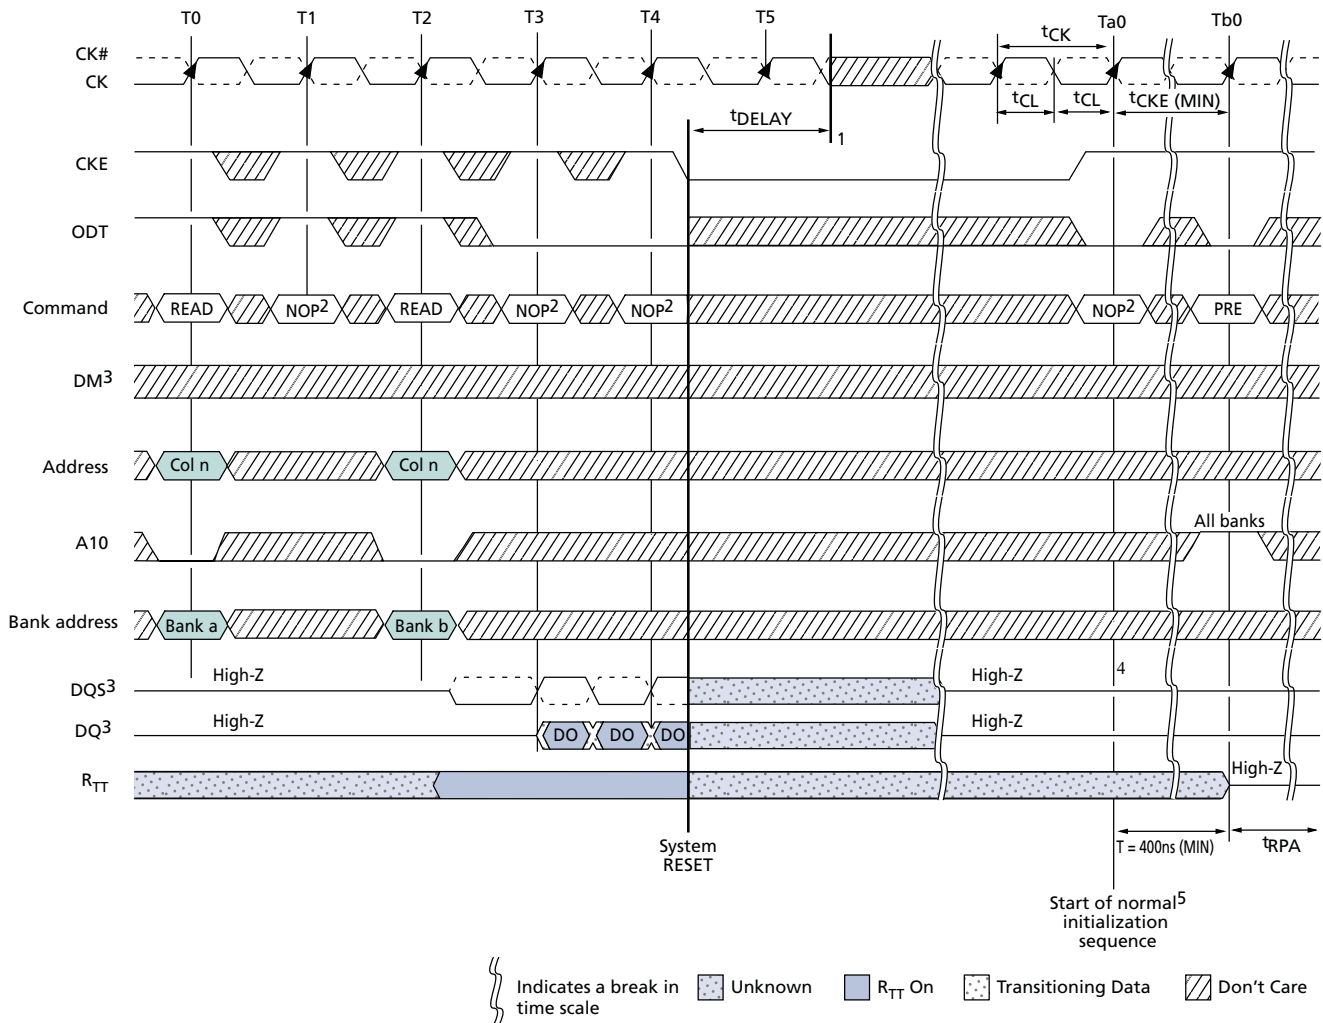 T0 T1 T2 T3 T4 T5 Ta0 Tb0
CK#
CK
tCK
tCL tCL tCKE (MIN)
tDELAY
1
CKE
ODT
Command READ NOP2 READ NOP2 NOP2 NOP2 PRE
DM3
Address Col n Col n
A10 All banks
Bank address Bank a Bank b
DQS3 High-Z High-Z 4
DQ3 High-Z DO DO DO High-Z
RTT High-Z
System
RESET
T = 400ns (MIN) tRPA
Start of normal5
initialization
sequence
Indicates a break in
time scale
Unknown
RTT On
Transitioning Data
Don't Care